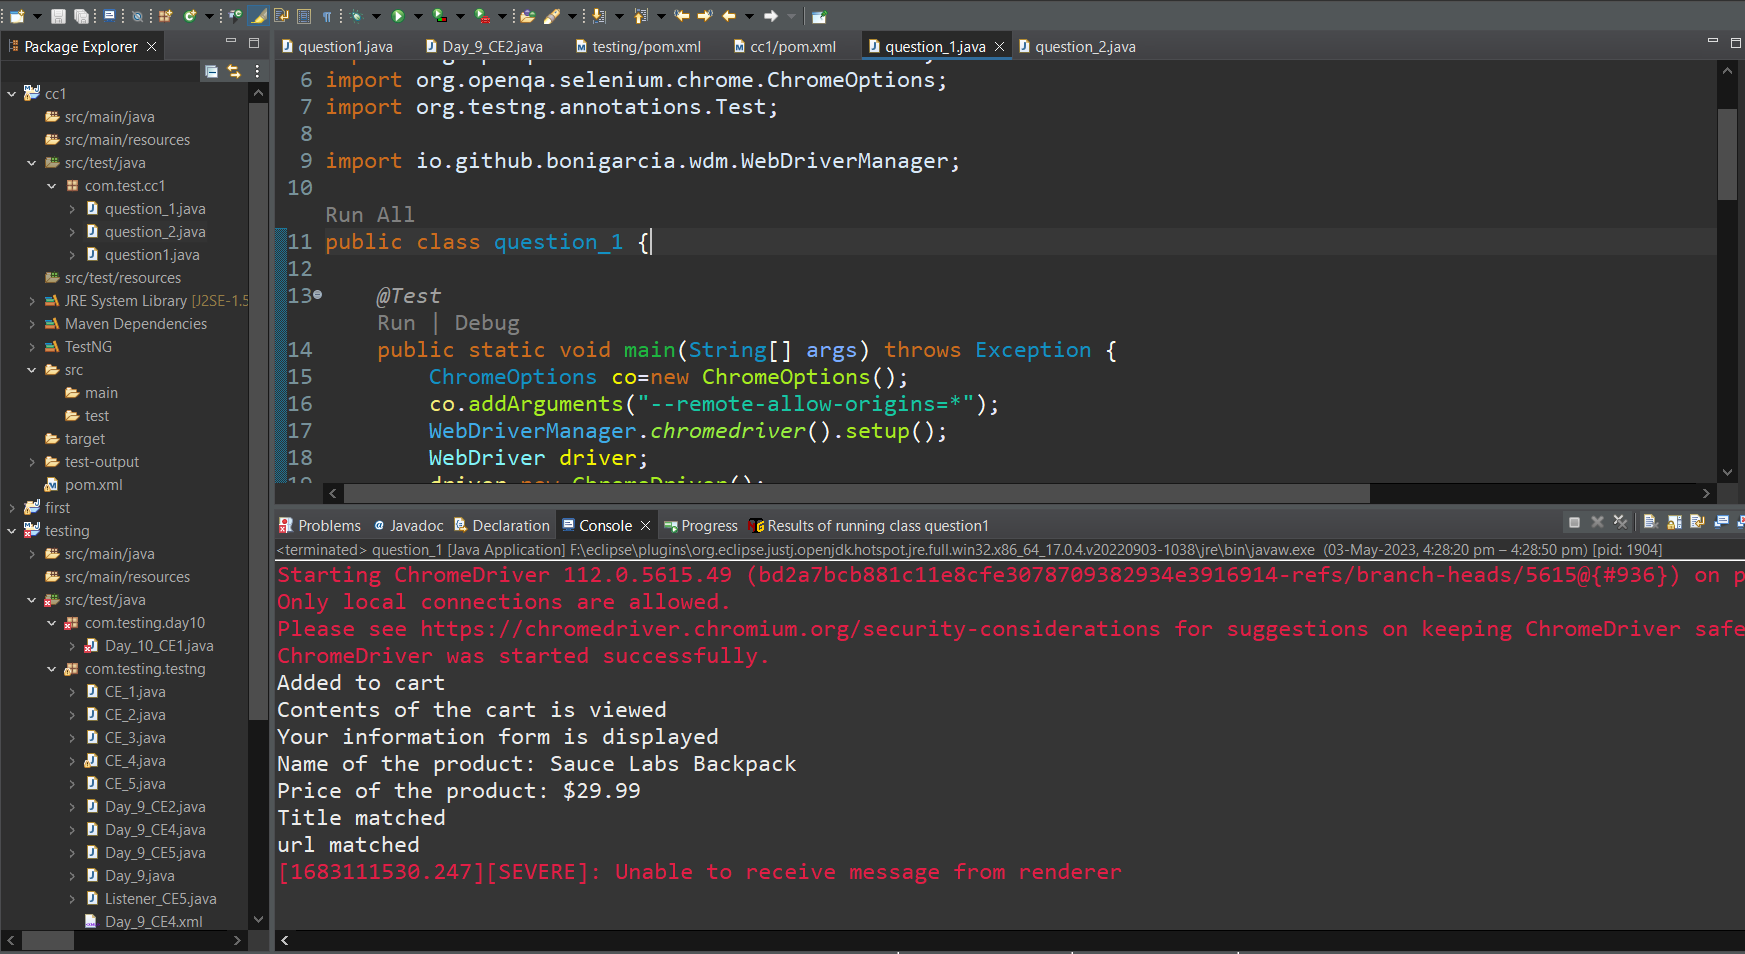 Package Explorer
cc1
src/main/java
src/main/resources
src/test/java
com.test.cc1
question_1.java
question_2.java
question1.java
src/test/resources
JRE System Library [J2SE-1.5
Maven Dependencies
TestNG
src
main
test
target
test-output
pom.xml
first
testing
src/main/java
src/main/resources
src/test/java
com.testing.day10
Day_10_CE1.java
com.testing.testng
CE_1.java
CE_2.java
CE_3.java
CE_4.java
CE_5.java
Day_9_CE2.java
Day_9_CE4.java
Day_9_CE5.java
Day_9.java
Listener_CE5.java
Day_9_CE4.xml
question1.java Day_9_CE2.java testing/pom.xml cc1/pom.xml question_1.java question_2.java
6 import org.openqa.selenium.chrome.ChromeOptions;
7 import org.testng.annotations.Test;
8
9 import io.github.bonigarcia.wdm.WebDriverManager;
10
Run All
11 public class question_1 {
12
13 @Test
Run | Debug
14 public static void main(String[] args) throws Exception {
15 ChromeOptions co=new ChromeOptions();
16 co.addArguments("--remote-allow-origins=*");
17 WebDriverManager.chromedriver().setup();
18 WebDriver driver;
Problems Javadoc Declaration Console Progress Results of running class question1
<terminated> question_1 [Java Application] F:\eclipse\plugins\org.eclipse.justj.openjdk.hotspot.jre.full.win32.x86_64_17.0.4.v20220903-1038\jre\bin\javaw.exe (03-May-2023, 4:28:20 pm – 4:28:50 pm) [pid: 1904]
Starting ChromeDriver 112.0.5615.49 (bd2a7bcb881c11e8cfe3078709382934e3916914-refs/branch-heads/5615@{#936}) on p
Only local connections are allowed.
Please see https://chromedriver.chromium.org/security-considerations for suggestions on keeping ChromeDriver safe
ChromeDriver was started successfully.
Added to cart
Contents of the cart is viewed
Your information form is displayed
Name of the product: Sauce Labs Backpack
Price of the product: $29.99
Title matched
url matched
[1683111530.247][SEVERE]: Unable to receive message from renderer